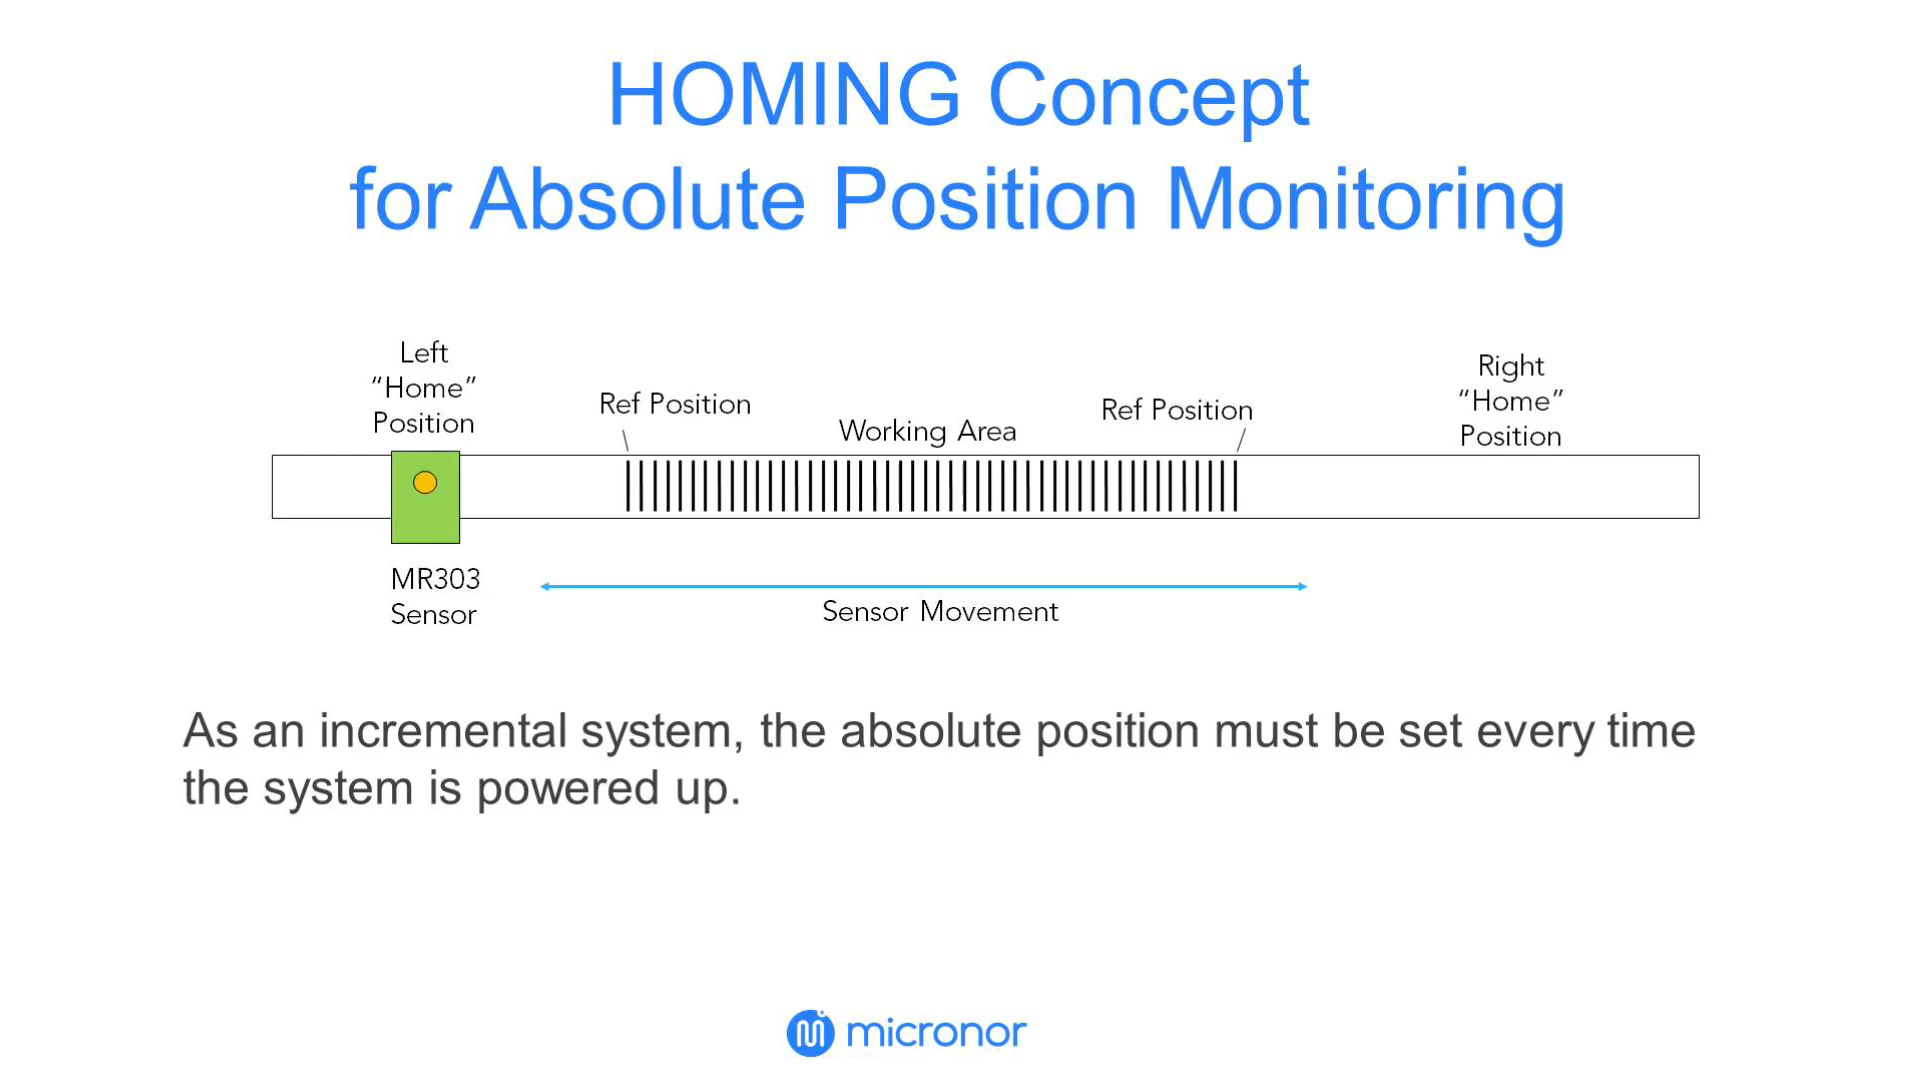 HOMING Concept
for Absolute Position Monitoring
Left
“Home”
Position
Ref Position
Working Area
Ref Position
Right
“Home”
Position
MR303
Sensor
Sensor Movement
As an incremental system, the absolute position must be set every time
the system is powered up.
micronor